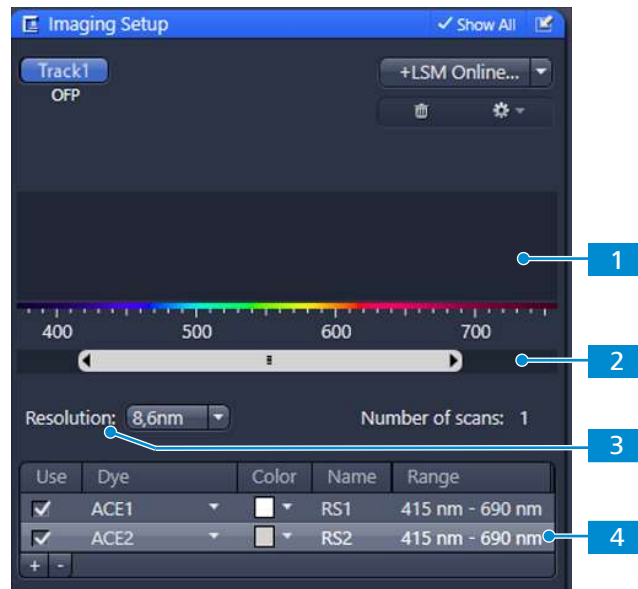 Imaging Setup ✓ Show All
Track1 +LSM Online...
OFP
1
400 500 600 700
2
Resolution: 8,6nm Number of scans: 1
3
Use Dye Color Name Range
ACE1 RS1 415 nm - 690 nm
ACE2 RS2 415 nm - 690 nm 4
+ -